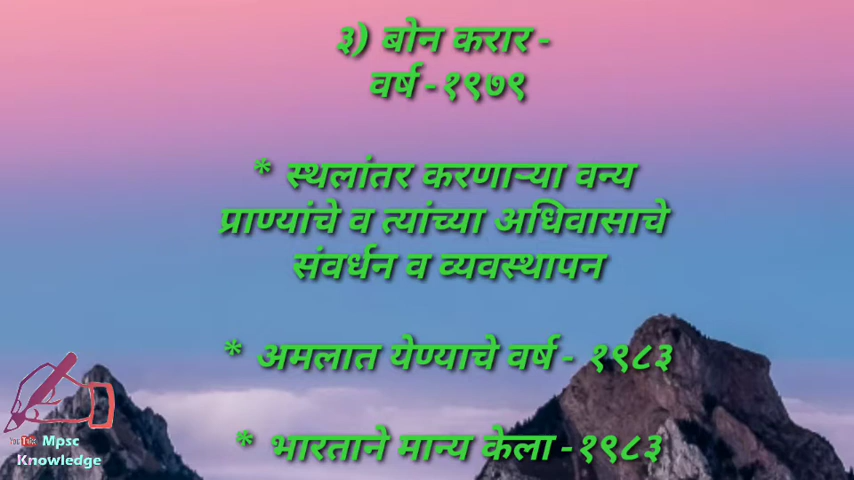 ३) बोन करार -
वर्ष -१९७९
* स्थलांतर करणाऱ्या वन्य
प्राण्यांचे व त्यांच्या अधिवासाचे
संवर्धन व व्यवस्थापन
* अमलात येण्याचे वर्ष - १९८३
* भारताने मान्य केला -१९८३
YouTube Mpsc
Knowledge